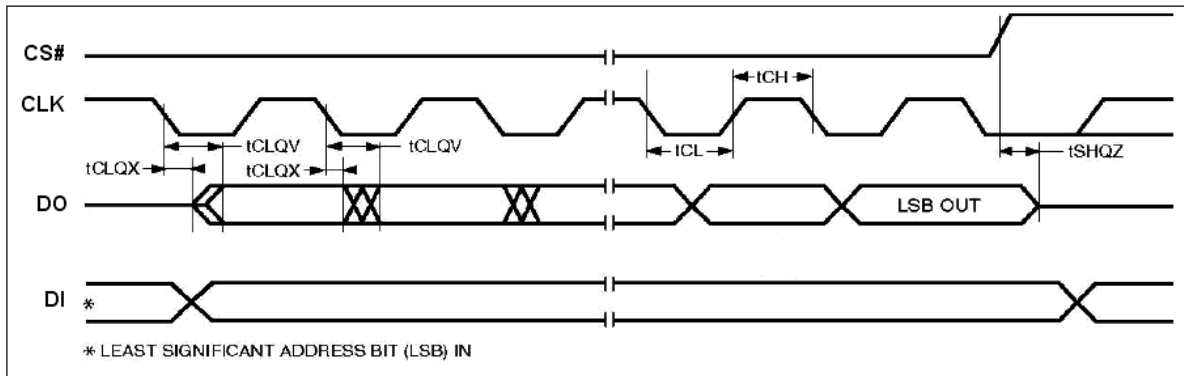 CS#
tCH
CLK
tCLQV
tCLQV
tCL
tSHQZ
tCLQX
tCLQX
DO
LSB OUT
DI
*
* LEAST SIGNIFICANT ADDRESS BIT (LSB) IN